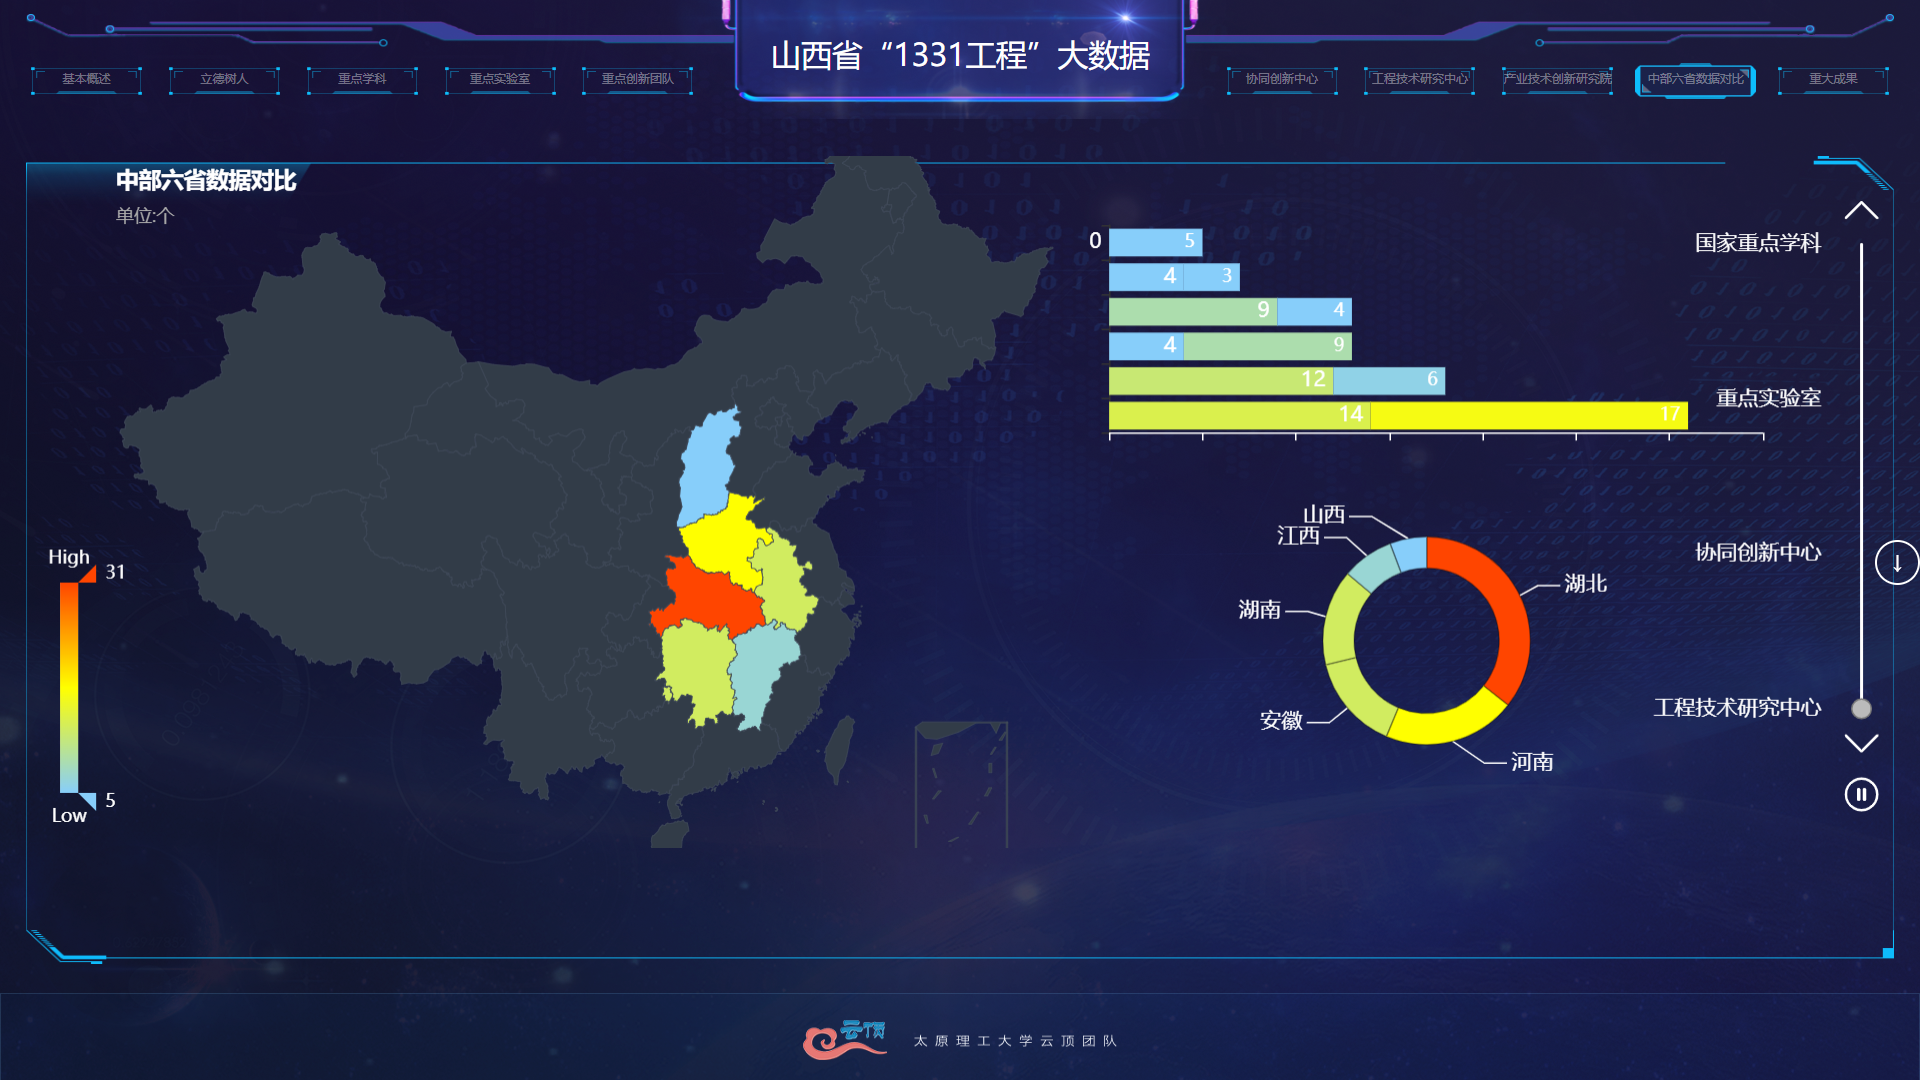 山西省“1331工程”大数据
基本概述
立德树人
重点学科
重点实验室
重点创新团队
协同创新中心
工程技术研究中心
产业技术创新研究院
中部六省数据对比
重大成果
中部六省数据对比
单位:个
0 5
4 3
9 4
4 9
12 6
14 17
国家重点学科
重点实验室
协同创新中心
工程技术研究中心
High
31
5
Low
山西
江西
湖北
湖南
安徽
河南
云顶
太原理工大学云顶团队